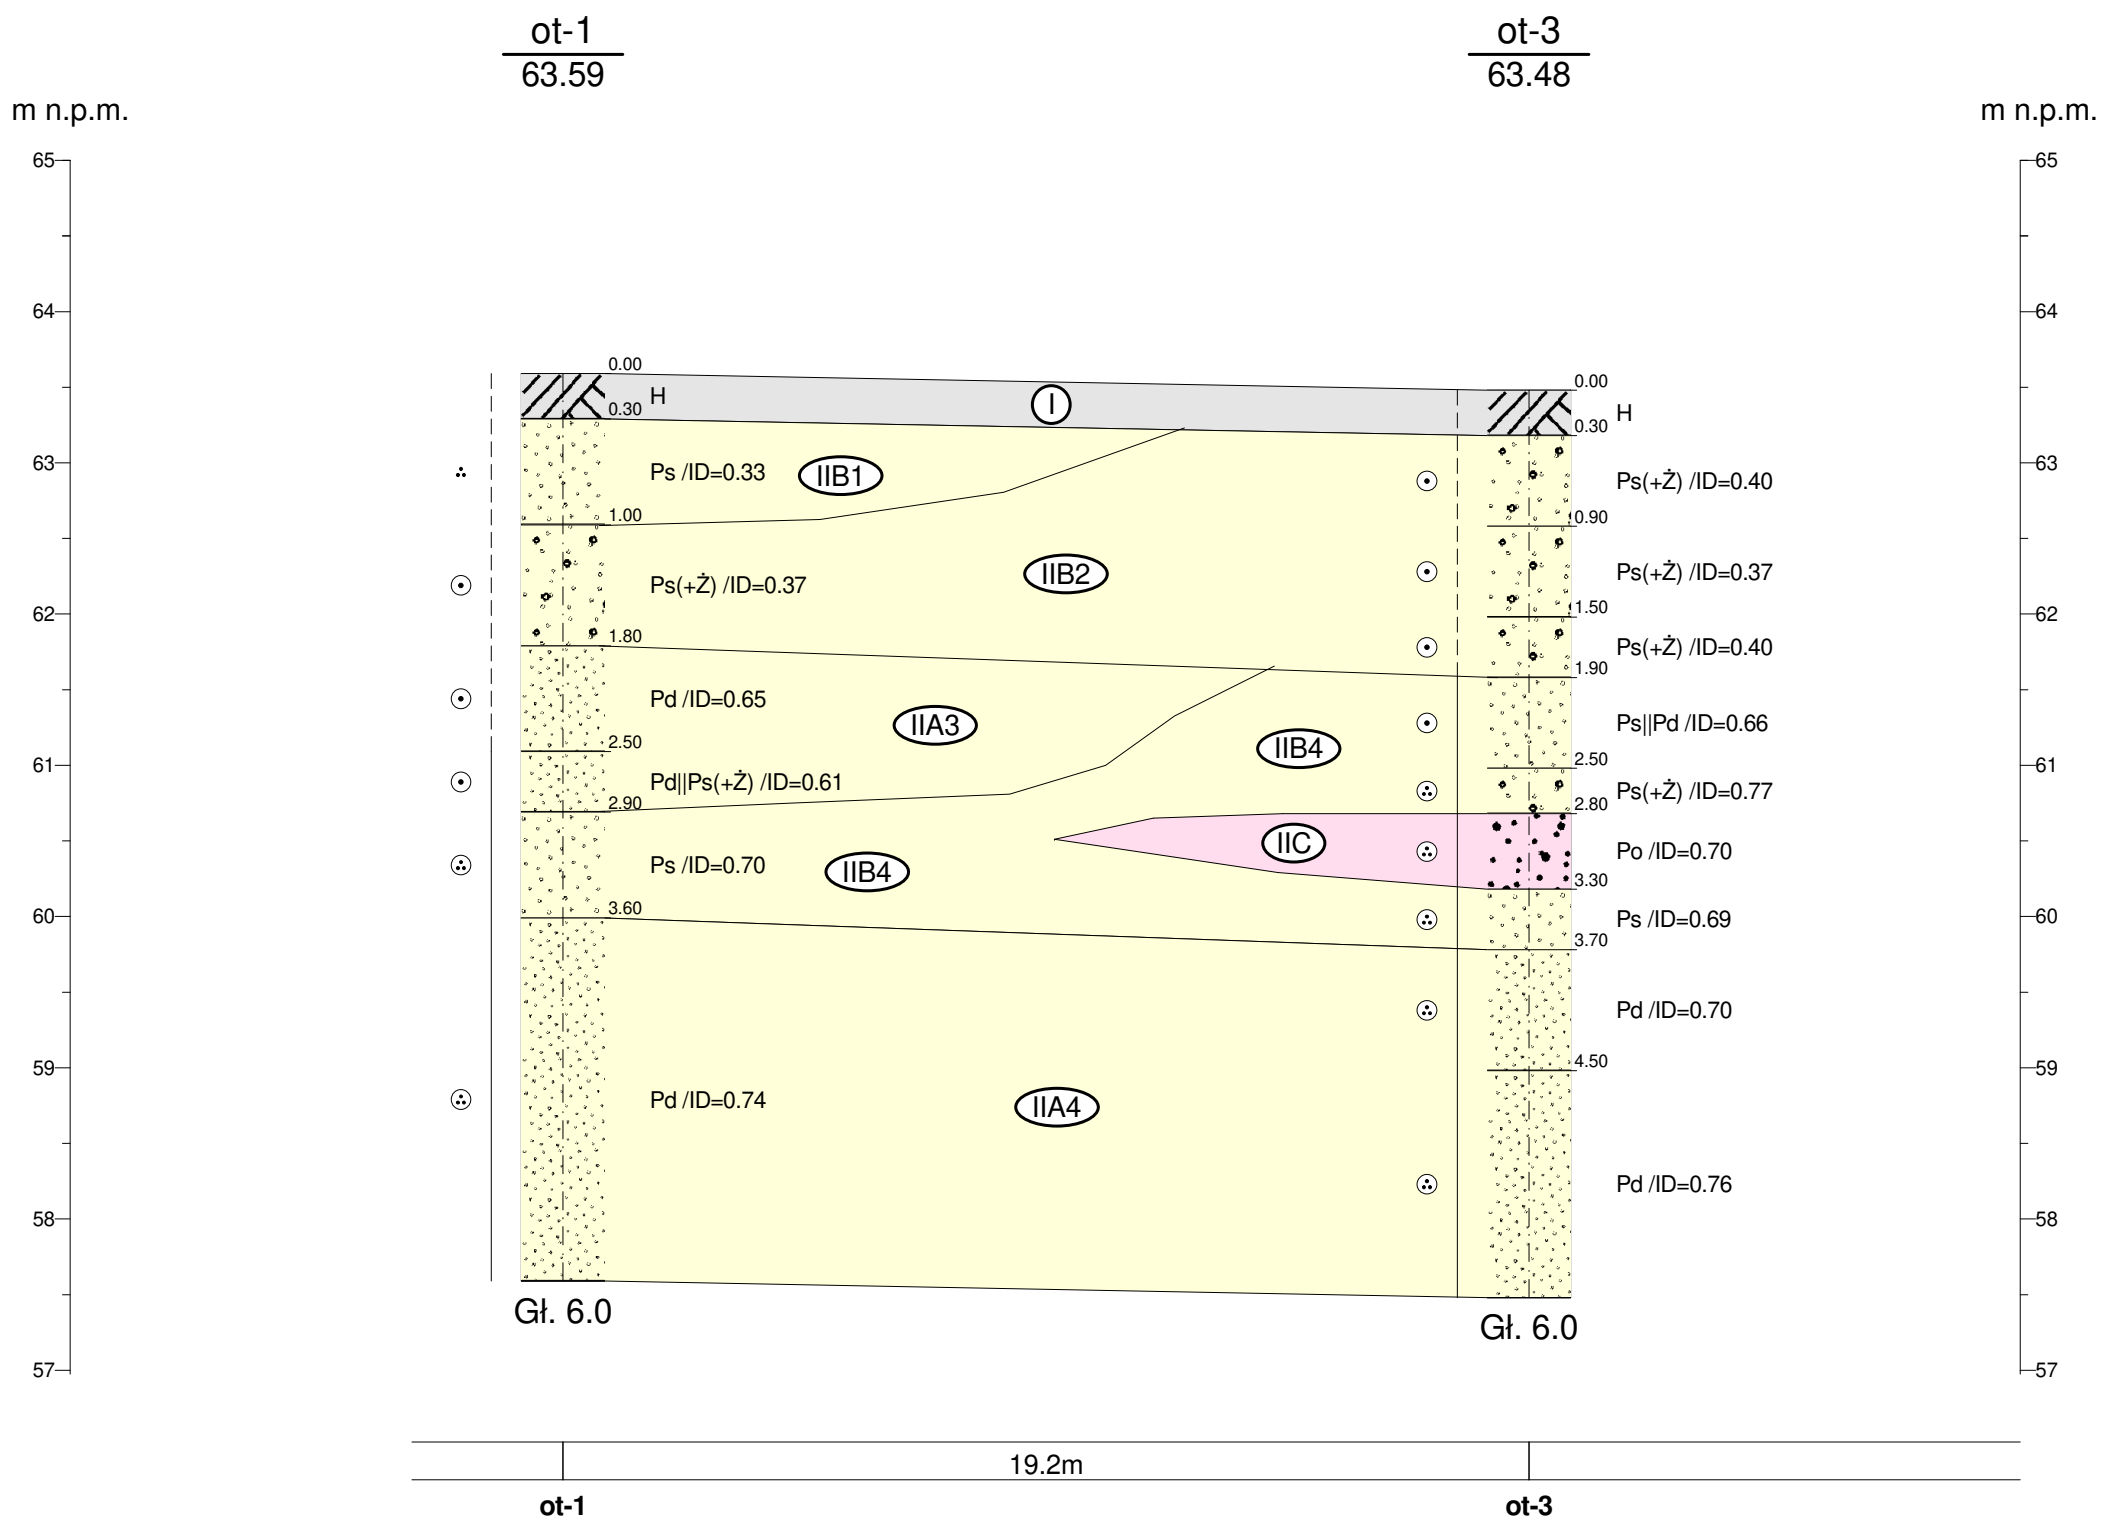 ot-1
63.59
ot-3
63.48
m n.p.m.
m n.p.m.
65
64
63
62
61
60
59
58
57
0.00
H
0.30
Ps /ID=0.33
1.00
Ps(+Ż) /ID=0.37
1.80
Pd /ID=0.65
2.50
Pd||Ps(+Ż) /ID=0.61
2.90
Ps /ID=0.70
3.60
Pd /ID=0.74
Gł. 6.0
I
IIB1
IIB2
IIA3
IIB4
IIC
IIB4
IIA4
0.00
H
0.30
Ps(+Ż) /ID=0.40
0.90
Ps(+Ż) /ID=0.37
1.50
Ps(+Ż) /ID=0.40
1.90
Ps||Pd /ID=0.66
2.50
Ps(+Ż) /ID=0.77
2.80
Po /ID=0.70
3.30
Ps /ID=0.69
3.70
Pd /ID=0.70
4.50
Pd /ID=0.76
Gł. 6.0
65
64
63
62
61
60
59
58
57
19.2m
ot-1
ot-3